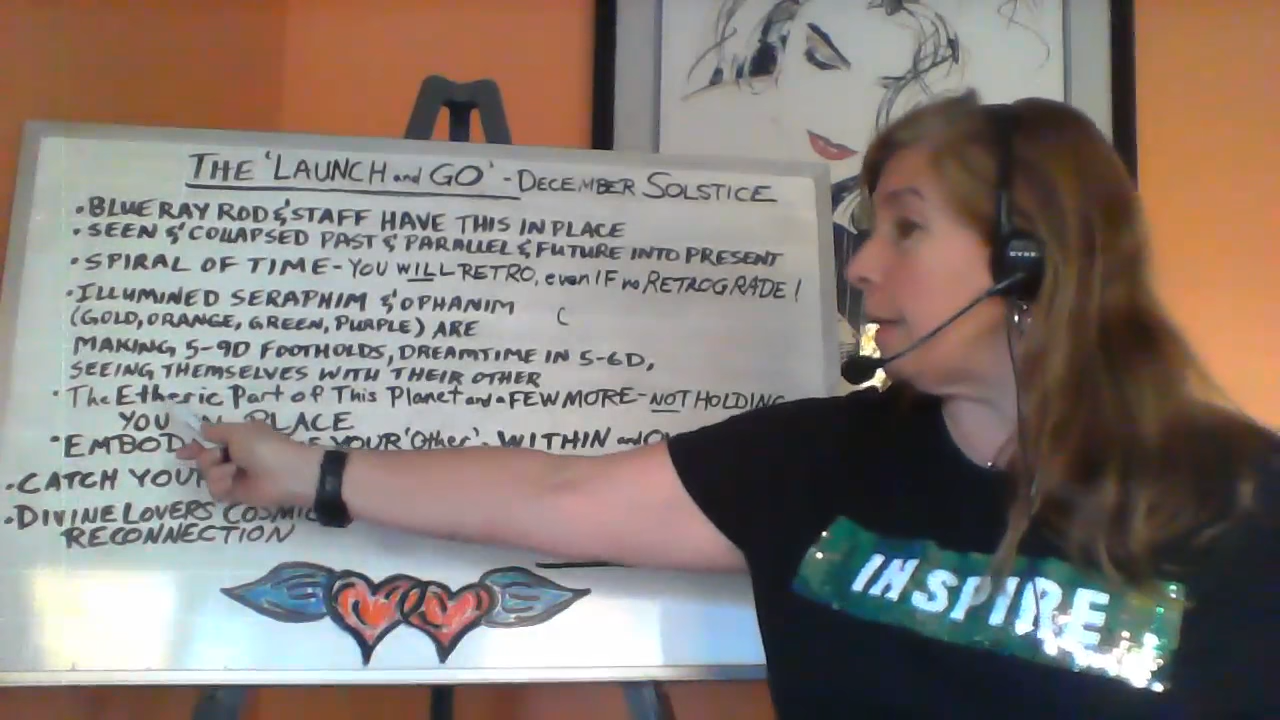 THE 'LAUNCH and GO' - DECEMBER SOLSTICE
• BLUE RAY ROD & STAFF HAVE THIS IN PLACE
• SEEN & COLLAPSED PAST & PARALLEL & FUTURE INTO PRESENT
• SPIRAL OF TIME - YOU WILL RETRO, even IF no RETROGRADE!
• ILLUMINED SERAPHIM & OPHANIM
(GOLD, ORANGE, GREEN, PURPLE) ARE
MAKING 5-9D FOOTHOLDS, DREAMTIME IN 5-6D,
SEEING THEMSELVES WITH THEIR OTHER
• The Etheric Part of This Planet and a FEW MORE - NOT HOLDING
YOU IN PLACE
• YOUR 'Other' - WITHIN and
• CATCH YOUR
• DIVINE LOVERS COSMIC
RECONNECTION
INSPIRE